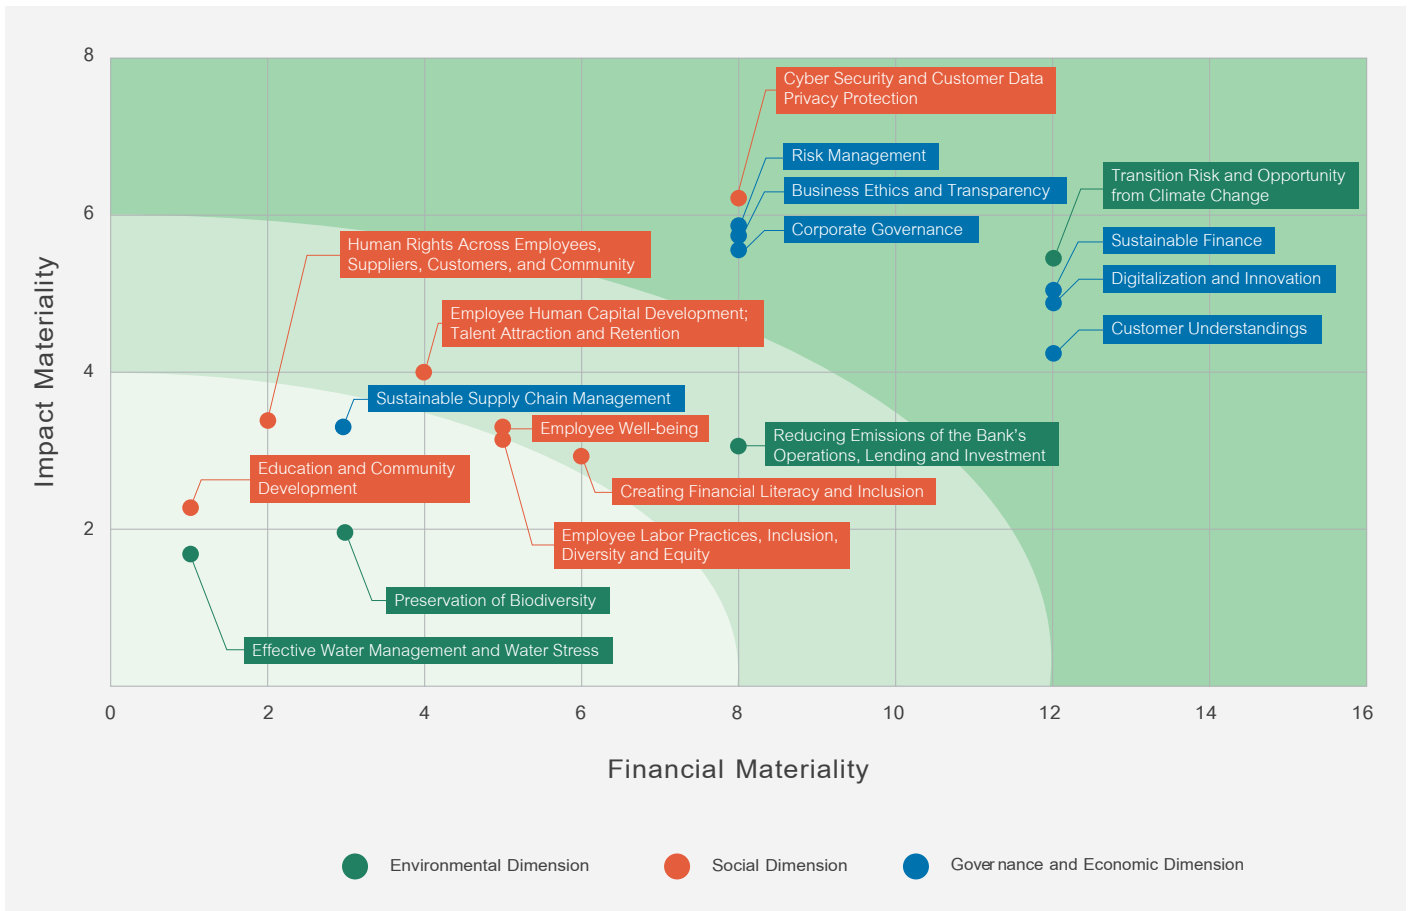 8
Cyber Security and Customer Data
Privacy Protection
Risk Management
Transition Risk and Opportunity
from Climate Change
Business Ethics and Transparency
6
Corporate Governance
Sustainable Finance
Human Rights Across Employees,
Suppliers, Customers, and Community
Digitalization and Innovation
Employee Human Capital Development;
Talent Attraction and Retention
Customer Understandings
Impact Materiality
4
Sustainable Supply Chain Management
Employee Well-being
Reducing Emissions of the Bank's
Operations, Lending and Investment
Education and Community
Development
Creating Financial Literacy and Inclusion
2
Employee Labor Practices, Inclusion,
Diversity and Equity
Preservation of Biodiversity
Effective Water Management and Water Stress
0 2 4 6 8 10 12 14 16
Financial Materiality
Environmental Dimension
Social Dimension
Governance and Economic Dimension